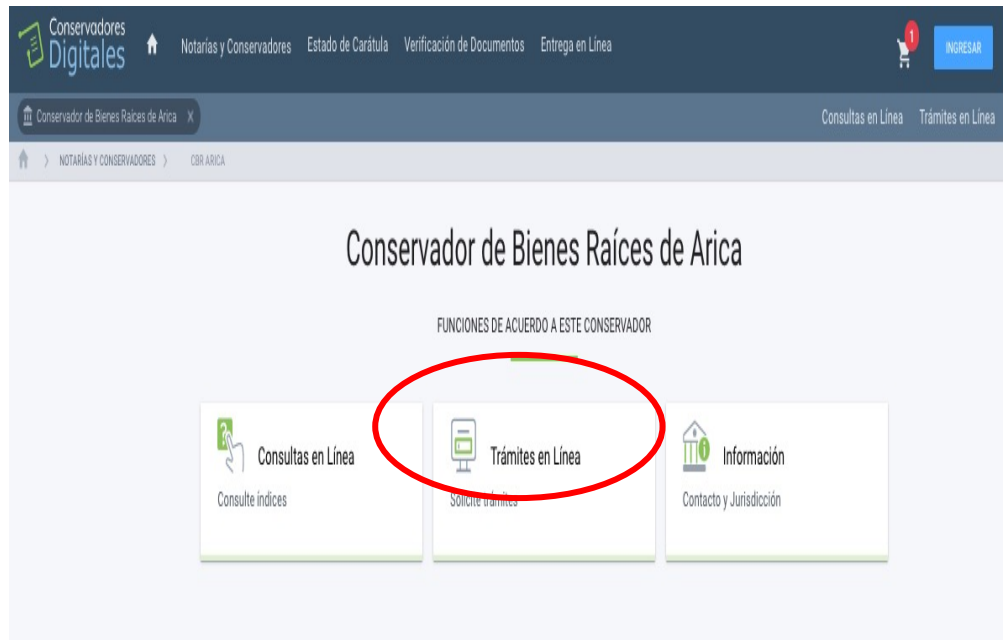 Conservadores
Digitales
Notarías y Conservadores Estado de Carátula Verificación de Documentos Entrega en Línea
1
INGRESAR
Conservador de Bienes Raíces de Arica X
Consultas en Línea Trámites en Línea
> NOTARÍAS Y CONSERVADORES > CBR ARICA
Conservador de Bienes Raíces de Arica
FUNCIONES DE ACUERDO A ESTE CONSERVADOR
Consultas en Línea
Consulte índices
Trámites en Línea
Solicite trámites
Información
Contacto y Jurisdicción